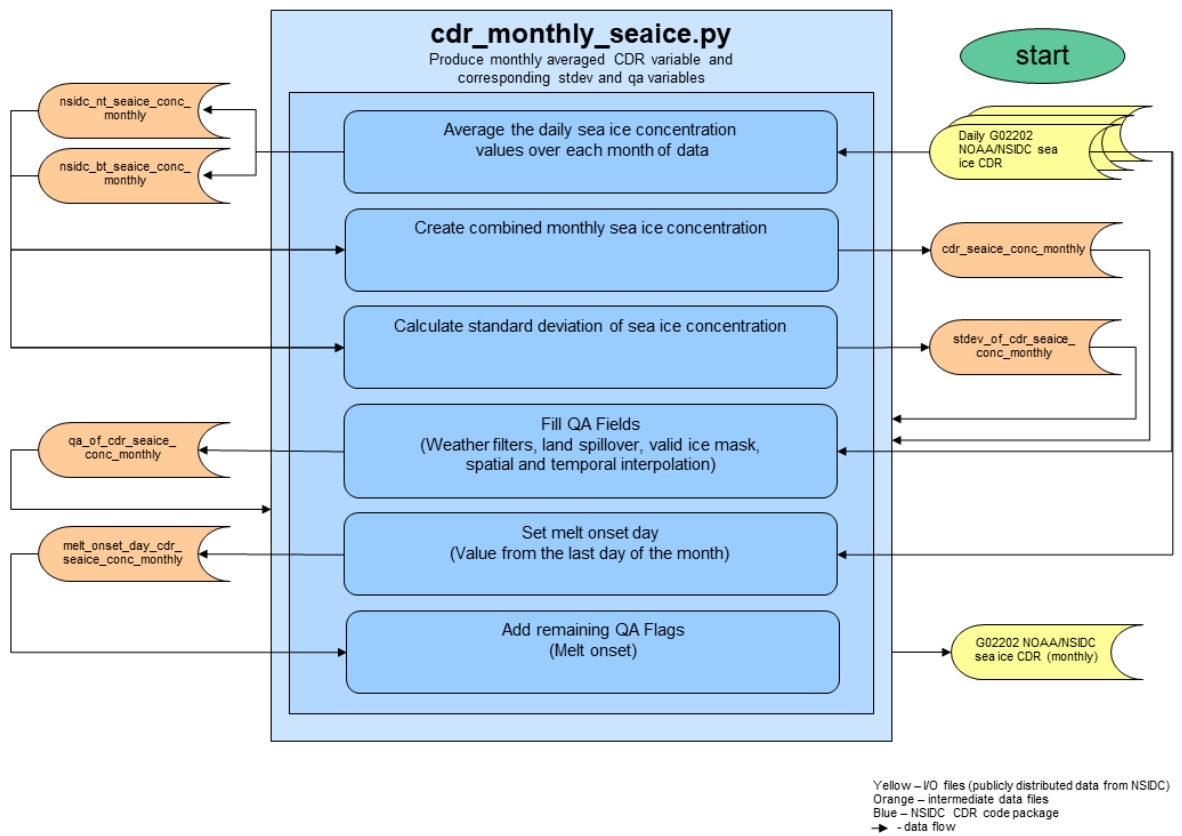 cdr_monthly_seaice.py
Produce monthly averaged CDR variable and
corresponding stdev and qa variables
start
nsidc_nt_seaice_conc_
monthly
nsidc_bt_seaice_conc_
monthly
Average the daily sea ice concentration
values over each month of data
Daily G02202
NOAA/NSIDC sea
ice CDR
Create combined monthly sea ice concentration
cdr_seaice_conc_monthly
Calculate standard deviation of sea ice concentration
stdev_of_cdr_seaice_
conc_monthly
qa_of_cdr_seaice_
conc_monthly
Fill QA Fields
(Weather filters, land spillover, valid ice mask,
spatial and temporal interpolation)
melt_onset_day_cdr_
seaice_conc_monthly
Set melt onset day
(Value from the last day of the month)
Add remaining QA Flags
(Melt onset)
G02202 NOAA/NSIDC
sea ice CDR (monthly)
Yellow – I/O files (publicly distributed data from NSIDC)
Orange – intermediate data files
Blue – NSIDC CDR code package
- data flow